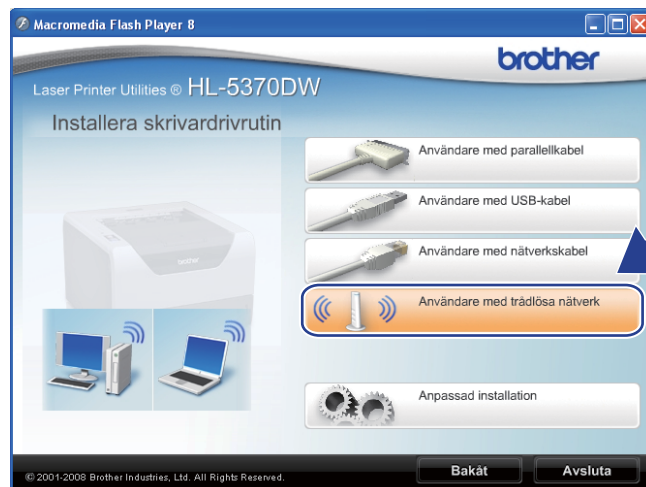 Macromedia Flash Player 8
brother
Laser Printer Utilities ® HL-5370DW
Installera skrivardrivrutin
Användare med parallellkabel
Användare med USB-kabel
Användare med nätverkskabel
Användare med trådlösa nätverk
Anpassad installation
© 2001-2008 Brother Industries, Ltd. All Rights Reserved.
Bakåt
Avsluta